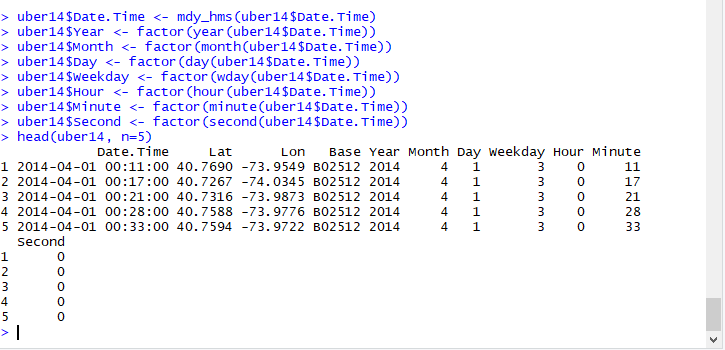 > uber14$Date.Time <- mdy_hms(uber14$Date.Time)
> uber14$Year <- factor(year(uber14$Date.Time))
> uber14$Month <- factor(month(uber14$Date.Time))
> uber14$Day <- factor(day(uber14$Date.Time))
> uber14$Weekday <- factor(wday(uber14$Date.Time))
> uber14$Hour <- factor(hour(uber14$Date.Time))
> uber14$Minute <- factor(minute(uber14$Date.Time))
> uber14$Second <- factor(second(uber14$Date.Time))
> head(uber14, n=5)
            Date.Time     Lat      Lon   Base Year Month Day Weekday Hour Minute
1 2014-04-01 00:11:00 40.7690 -73.9549 B02512 2014     4   1       3    0     11
2 2014-04-01 00:17:00 40.7267 -74.0345 B02512 2014     4   1       3    0     17
3 2014-04-01 00:21:00 40.7316 -73.9873 B02512 2014     4   1       3    0     21
4 2014-04-01 00:28:00 40.7588 -73.9776 B02512 2014     4   1       3    0     28
5 2014-04-01 00:33:00 40.7594 -73.9722 B02512 2014     4   1       3    0     33
  Second
1      0
2      0
3      0
4      0
5      0
>